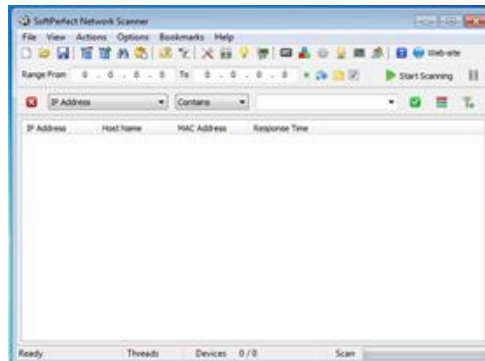 SoftPerfect Network Scanner
File View Actions Options Bookmarks Help
Web-site
Range From 0 . 0 . 0 . 0 To 0 . 0 . 0 . 0 Start Scanning
IP Address Contains
IP Address Host Name MAC Address Response Time
Ready Threads Devices 0 / 0 Scan